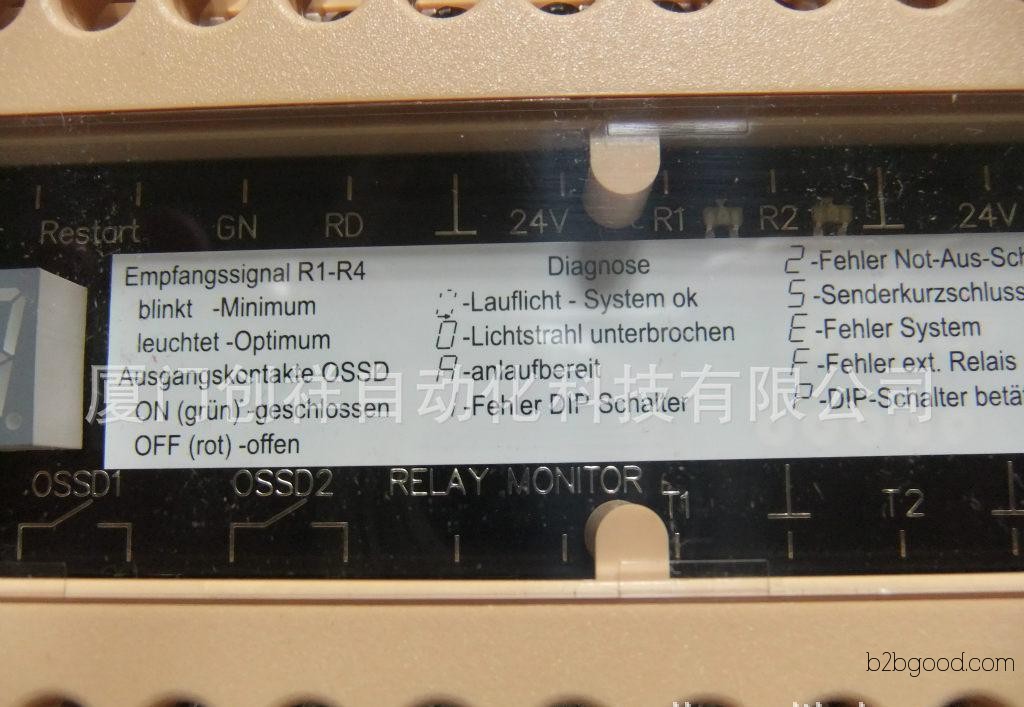 Restart GN RD 24V R1 R2 24V
Empfangssignal R1-R4
blinkt -Minimum
leuchtet -Optimum
Ausgangskontakte OSSD
ON (grün) -geschlossen
OFF (rot) -offen
Diagnose
-Lauflicht - System ok
0 -Lichtstrahl unterbrochen
A -anlaufbereit
-Fehler DIP Schalter
2 -Fehler Not-Aus-Sch
5 -Senderkurzschluss
E -Fehler System
F -Fehler ext. Relais
P -DIP-Schalter betä
厦门创祥自动化科技有限公司
OSSD1 OSSD2 RELAY MONITOR T1 T2
b2bgood.com